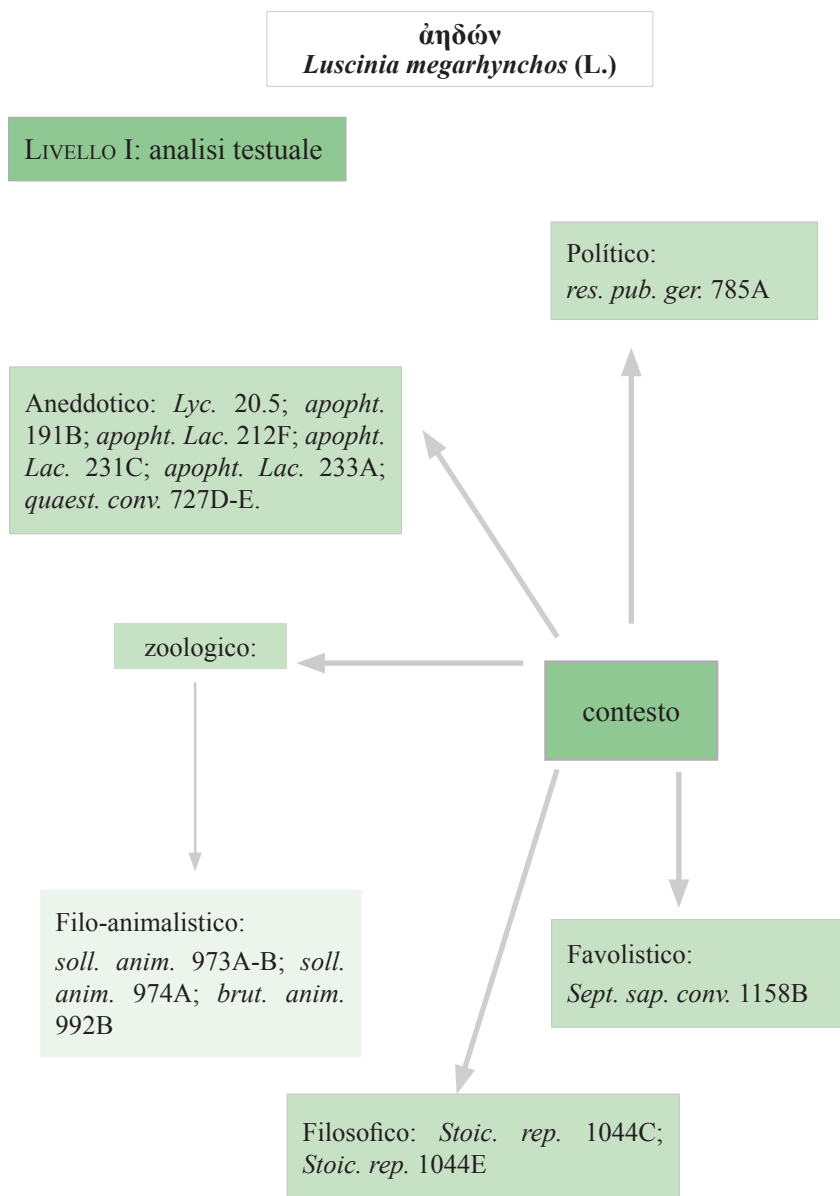 ἀηδών
Luscinia megarhynchos (L.)
Livello I: analisi testuale
Político:
res. pub. ger. 785A
Aneddotico: Lyc. 20.5; apopht.
191B; apopht. Lac. 212F; apopht.
Lac. 231C; apopht. Lac. 233A;
quaest. conv. 727D-E.
zoologico:
contesto
Filo-animalistico:
soll. anim. 973A-B; soll.
anim. 974A; brut. anim.
992B
Favolistico:
Sept. sap. conv. 1158B
Filosofico: Stoic. rep. 1044C;
Stoic. rep. 1044E